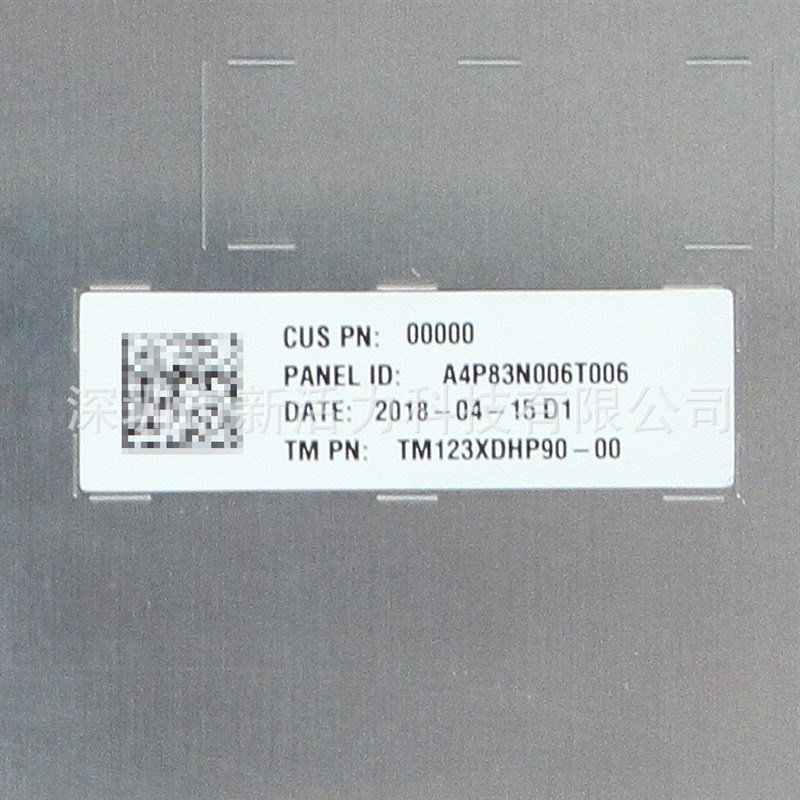 CUS PN: 00000
PANEL ID: A4P83N006T006
DATE: 2018-04-15 D1
TM PN: TM123XDHP90-00
深圳市新活力科技有限公司